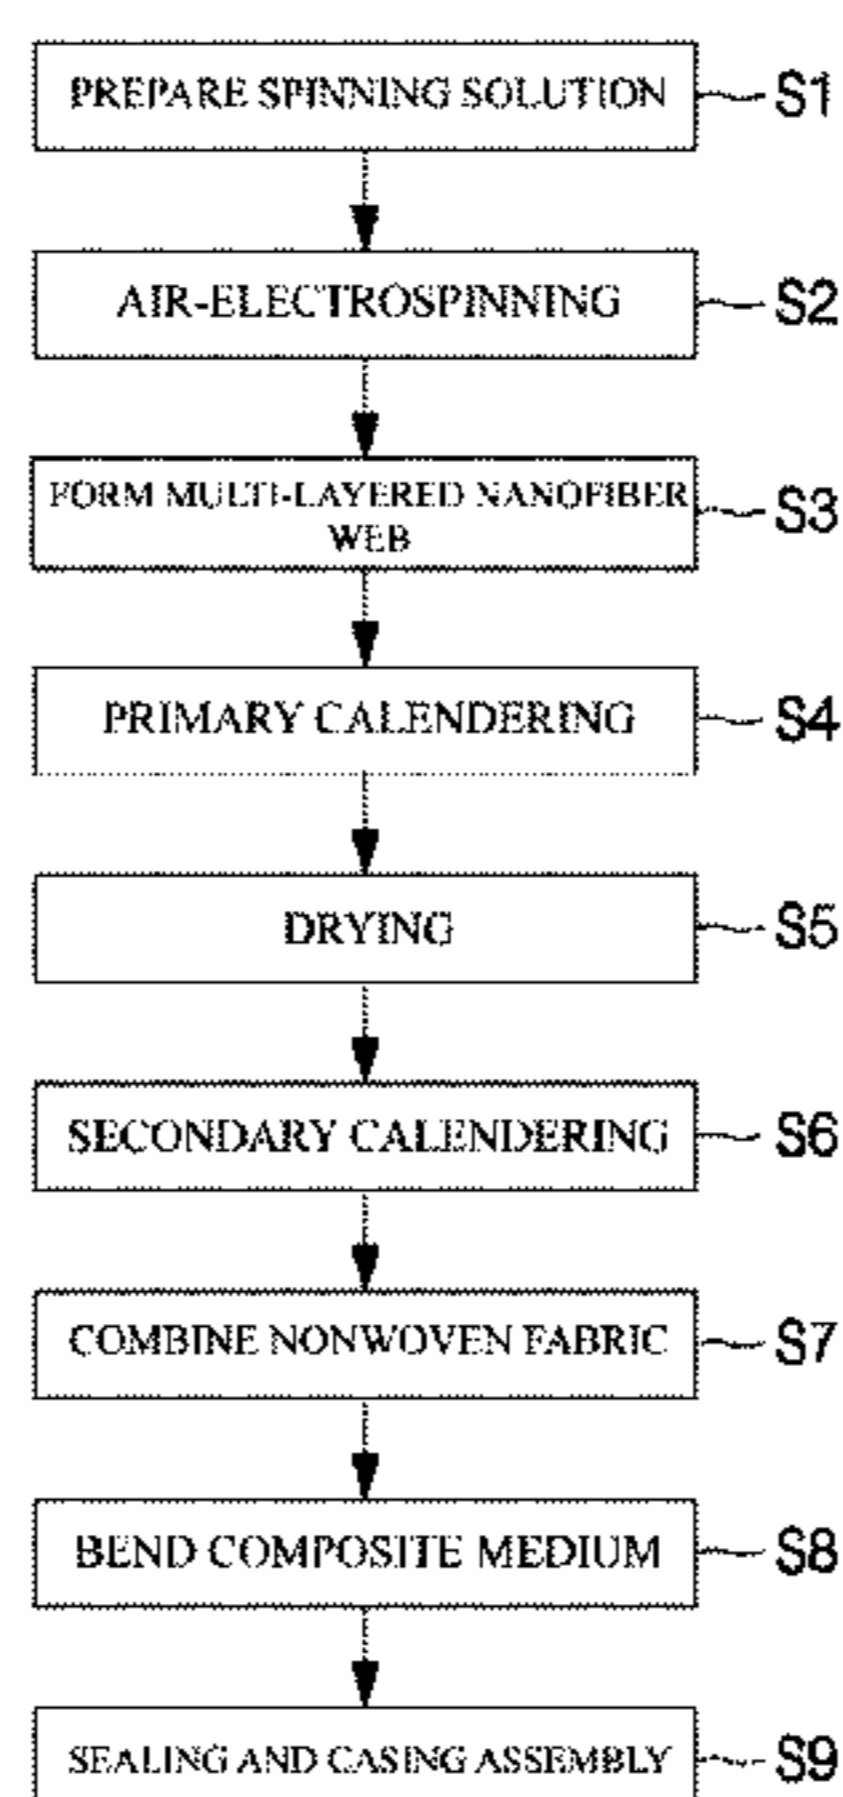 PREPARE SPINNING SOLUTION S1
AIR-ELECTROSPINNING S2
FORM MULTI-LAYERED NANOFIBER S3
WEB
PRIMARY CALENDERING S4
DRYING S5
SECONDARY CALENDERING S6
COMBINE NONWOVEN FABRIC S7
BEND COMPOSITE MEDIUM S8
SEALING AND CASING ASSEMBLY S9